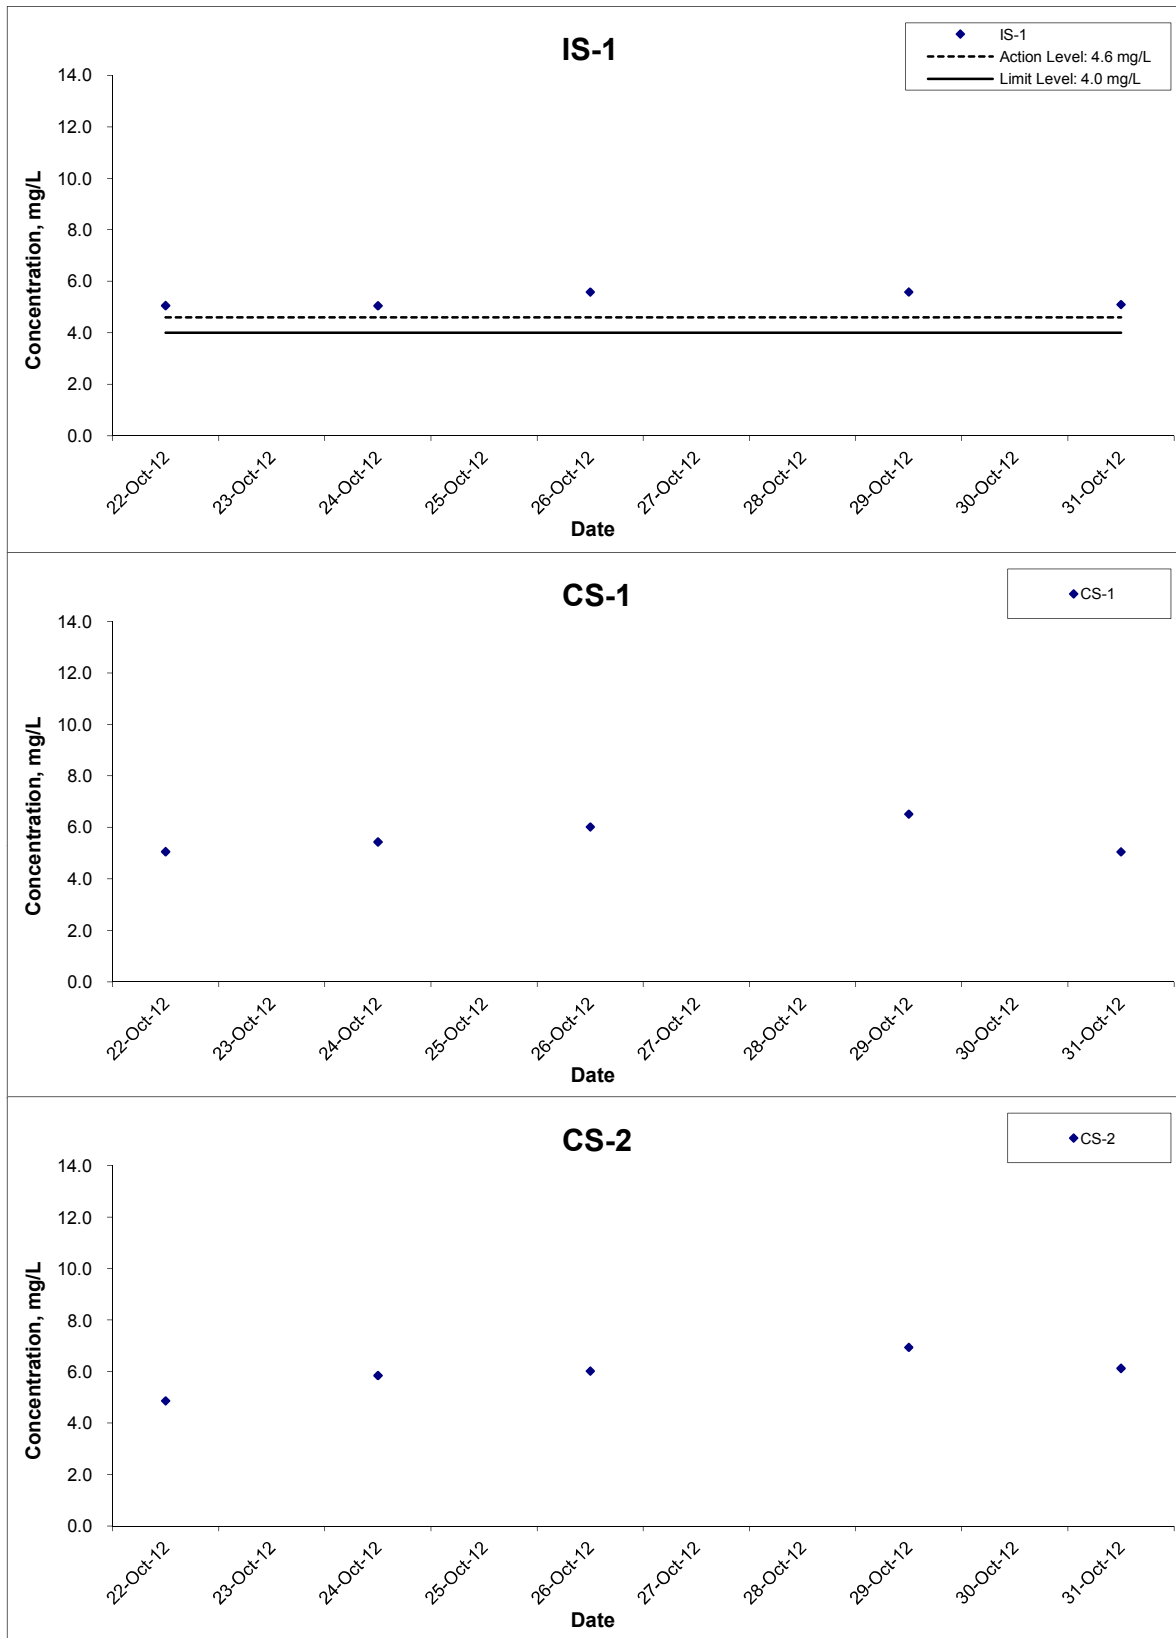 IS-1
IS-1
Action Level: 4.6 mg/L
Limit Level: 4.0 mg/L
14.0
12.0
10.0
8.0
6.0
4.0
2.0
0.0
Concentration, mg/L
22-Oct-12
23-Oct-12
24-Oct-12
25-Oct-12
26-Oct-12
27-Oct-12
28-Oct-12
29-Oct-12
30-Oct-12
31-Oct-12
Date
CS-1
CS-1
14.0
12.0
10.0
8.0
6.0
4.0
2.0
0.0
Concentration, mg/L
22-Oct-12
23-Oct-12
24-Oct-12
25-Oct-12
26-Oct-12
27-Oct-12
28-Oct-12
29-Oct-12
30-Oct-12
31-Oct-12
Date
CS-2
CS-2
14.0
12.0
10.0
8.0
6.0
4.0
2.0
0.0
Concentration, mg/L
22-Oct-12
23-Oct-12
24-Oct-12
25-Oct-12
26-Oct-12
27-Oct-12
28-Oct-12
29-Oct-12
30-Oct-12
31-Oct-12
Date